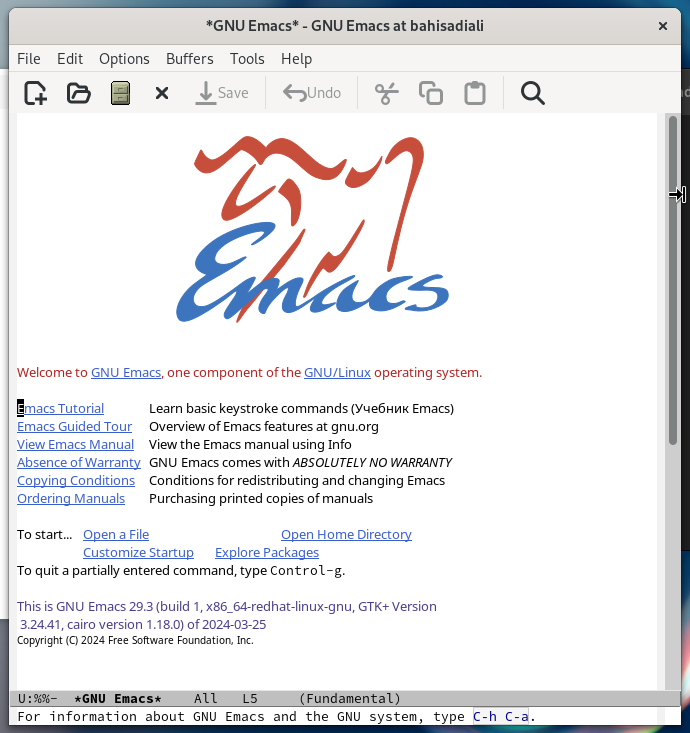 *GNU Emacs* - GNU Emacs at bahisadiali
File Edit Options Buffers Tools Help
Save Undo
Emacs
Welcome to GNU Emacs, one component of the GNU/Linux operating system.
Emacs Tutorial Learn basic keystroke commands (Учебник Emacs)
Emacs Guided Tour Overview of Emacs features at gnu.org
View Emacs Manual View the Emacs manual using Info
Absence of Warranty GNU Emacs comes with ABSOLUTELY NO WARRANTY
Copying Conditions Conditions for redistributing and changing Emacs
Ordering Manuals Purchasing printed copies of manuals
To start... Open a File Open Home Directory
Customize Startup Explore Packages
To quit a partially entered command, type Control-g.
This is GNU Emacs 29.3 (build 1, x86_64-redhat-linux-gnu, GTK+ Version
3.24.41, cairo version 1.18.0) of 2024-03-25
Copyright (C) 2024 Free Software Foundation, Inc.
U:%%- *GNU Emacs* All L5 (Fundamental)
For information about GNU Emacs and the GNU system, type C-h C-a.